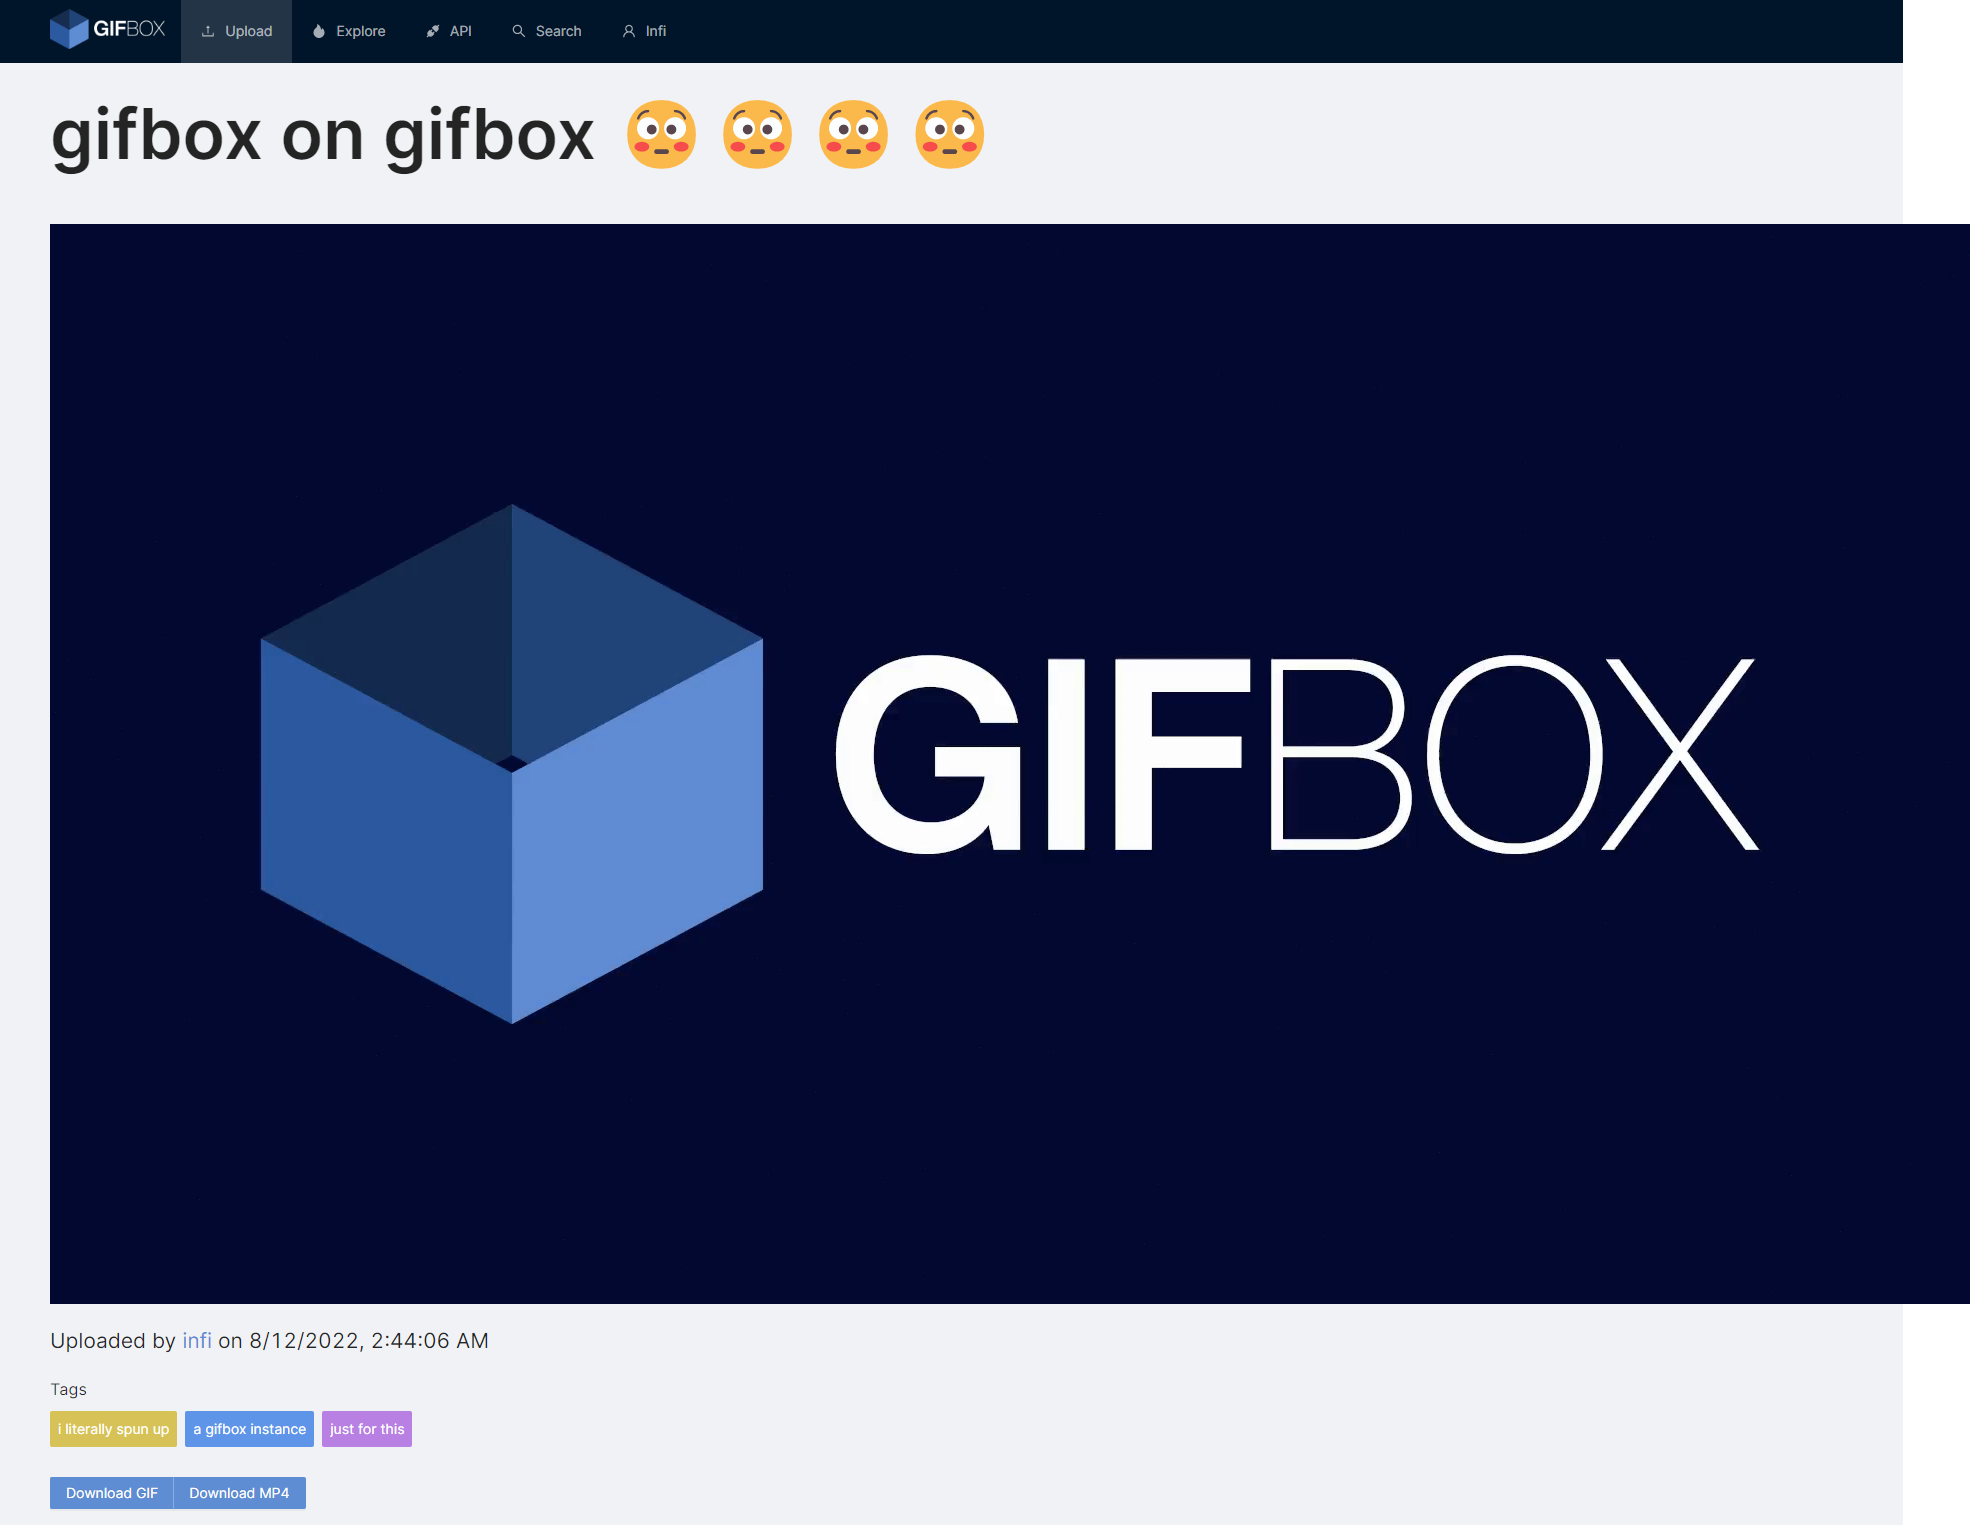 GIFBOX Upload Explore API Search Infi
gifbox on gifbox 😳 😳 😳 😳
GIFBOX
Uploaded by infi on 8/12/2022, 2:44:06 AM
Tags
i literally spun up a gifbox instance just for this
Download GIF Download MP4